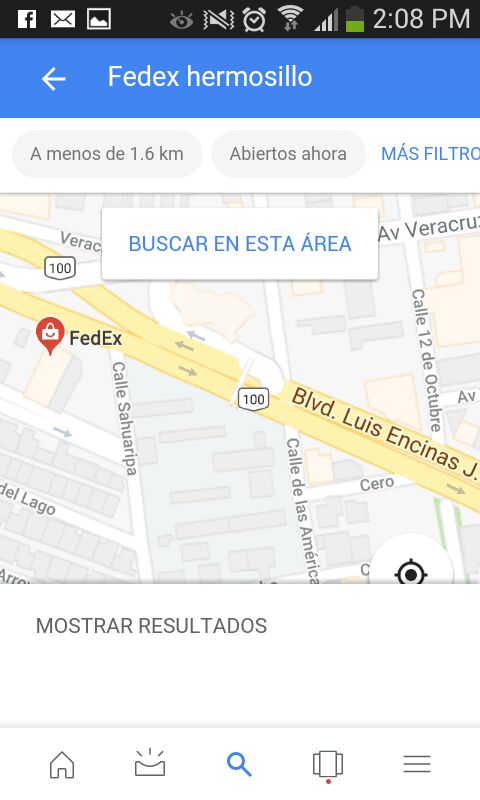 2:08 PM
Fedex hermosillo
A menos de 1.6 km
Abiertos ahora
MÁS FILTRO
BUSCAR EN ESTA ÁREA
Av Veracruz
Verac
100
FedEx
Calle Sahuaripa
100
Calle 12 de Octubre
Blvd. Luis Encinas J.
Av
Calle de las América
Cero
del Lago
Arroy
C
MOSTRAR RESULTADOS